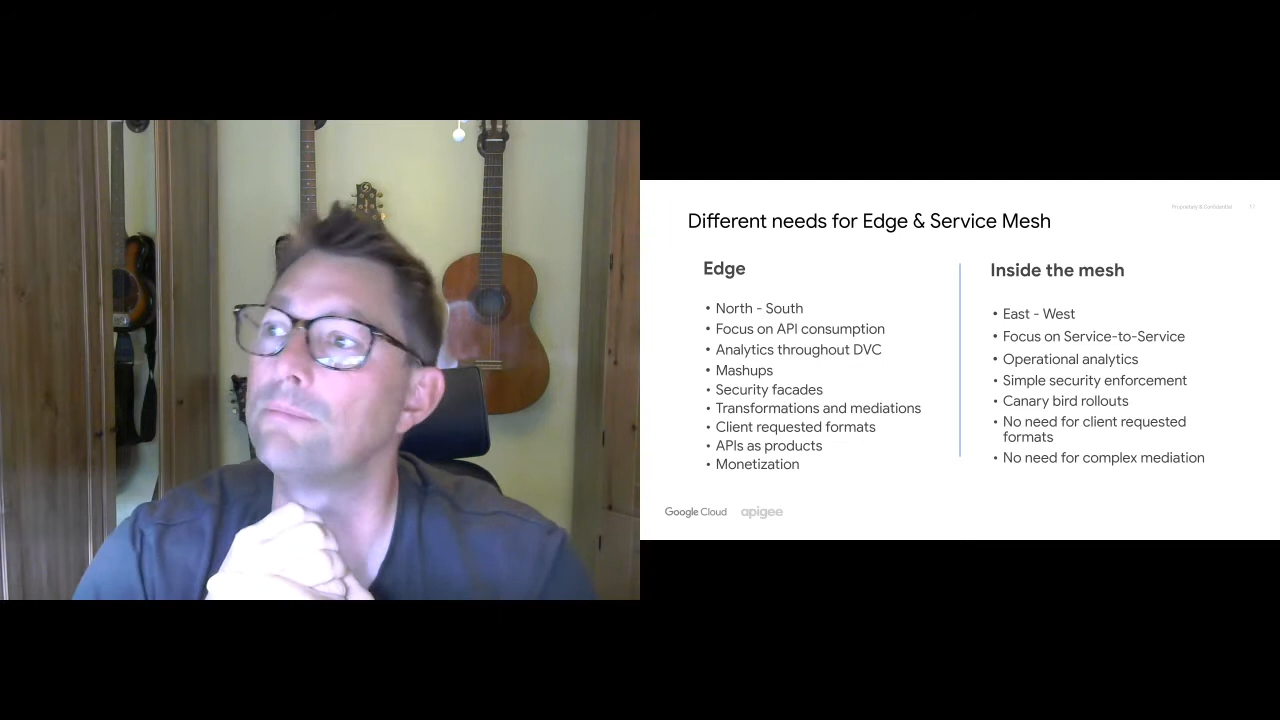 Proprietary & Confidential 11
Different needs for Edge & Service Mesh
Edge
• North - South
• Focus on API consumption
• Analytics throughout DVC
• Mashups
• Security facades
• Transformations and mediations
• Client requested formats
• APIs as products
• Monetization
Inside the mesh
• East - West
• Focus on Service-to-Service
• Operational analytics
• Simple security enforcement
• Canary bird rollouts
• No need for client requested
formats
• No need for complex mediation
Google Cloud apigee